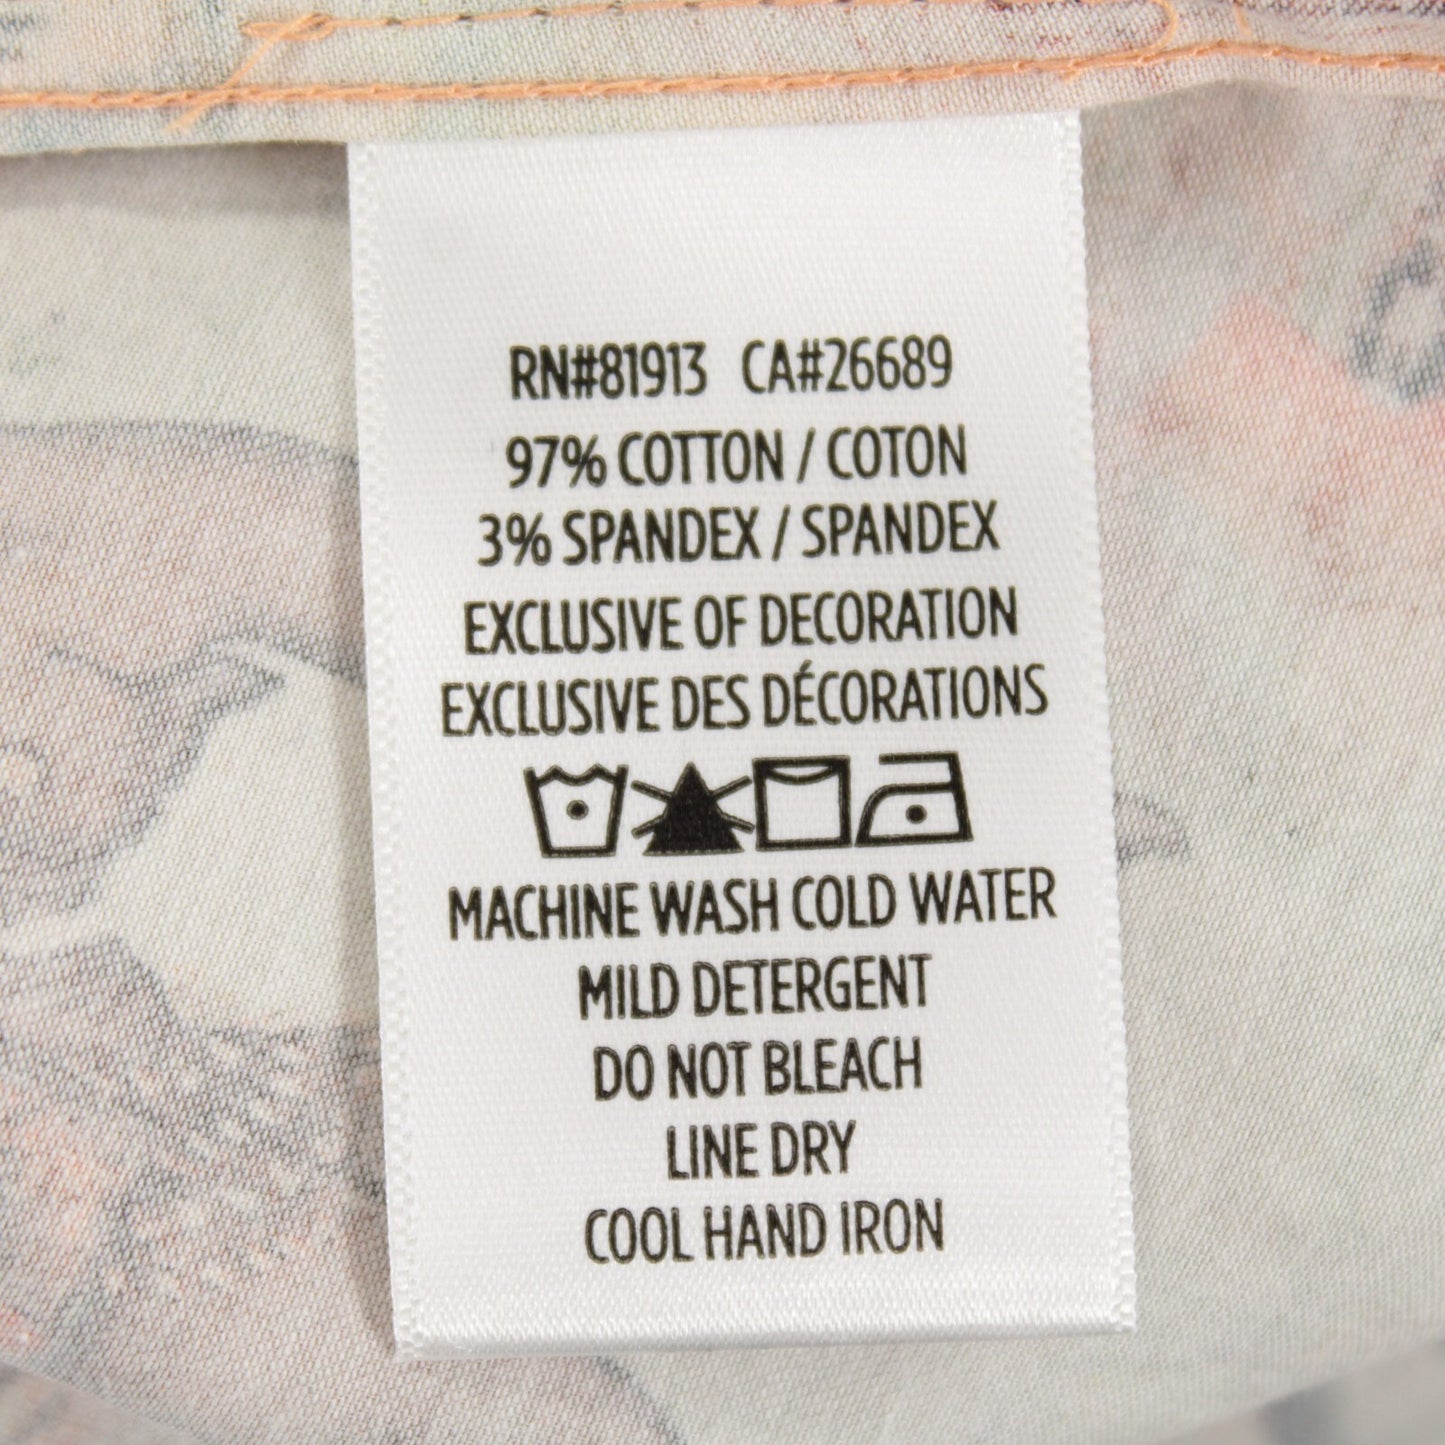 RN#81913 CA#26689
97% COTTON / COTON
3% SPANDEX / SPANDEX
EXCLUSIVE OF DECORATION
EXCLUSIVE DES DÉCORATIONS
MACHINE WASH COLD WATER
MILD DETERGENT
DO NOT BLEACH
LINE DRY
COOL HAND IRON